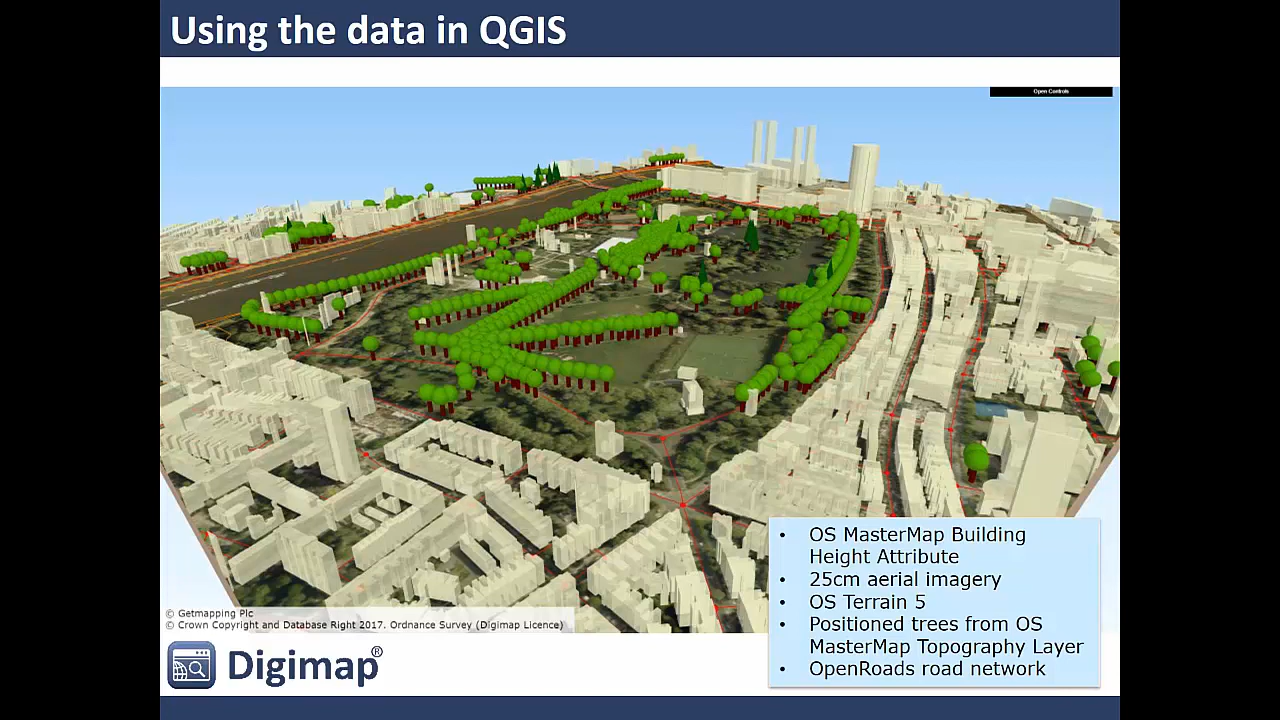 Using the data in QGIS
Open Controls
• OS MasterMap Building
Height Attribute
• 25cm aerial imagery
• OS Terrain 5
• Positioned trees from OS
MasterMap Topography Layer
• OpenRoads road network
© Getmapping Plc
© Crown Copyright and Database Right 2017. Ordnance Survey (Digimap Licence)
Digimap®